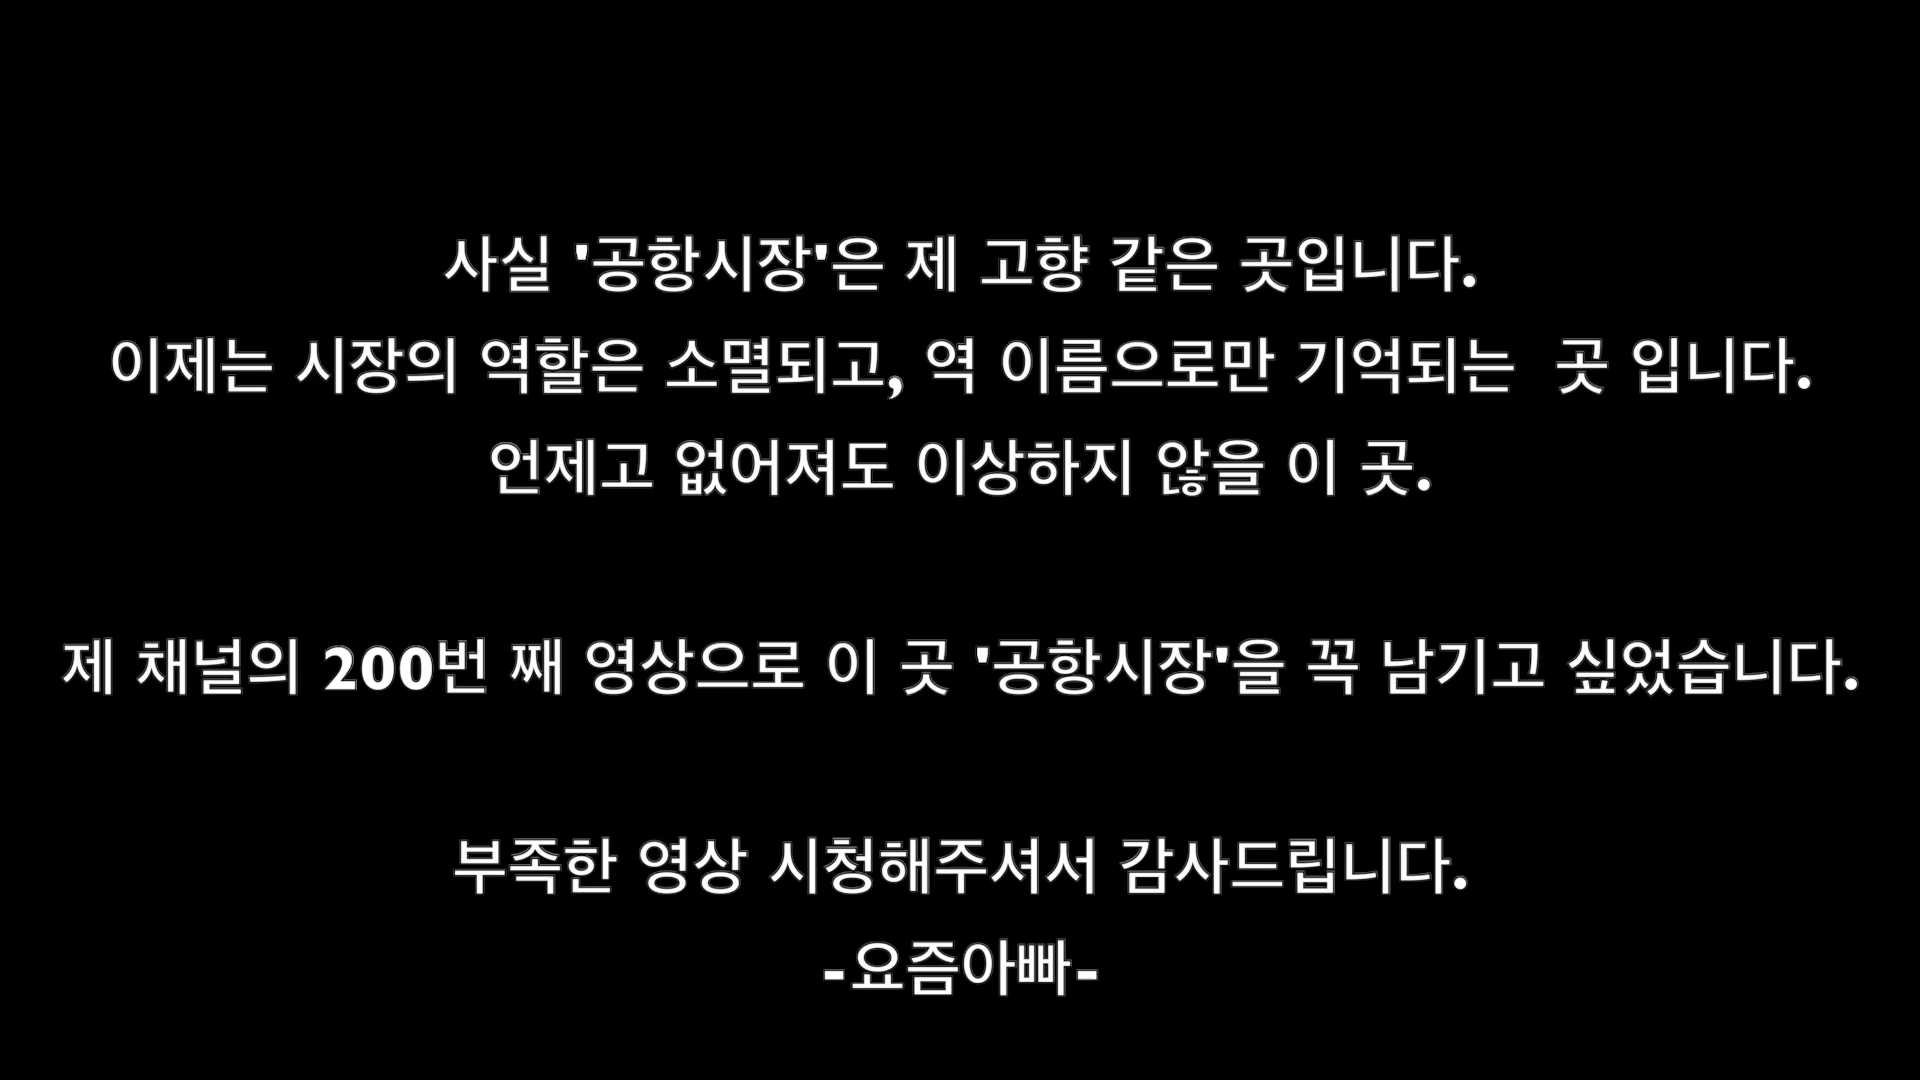 사실 '공항시장'은 제 고향 같은 곳입니다.
이제는 시장의 역할은 소멸되고, 역 이름으로만 기억되는  곳 입니다.
언제고 없어져도 이상하지 않을 이 곳.
제 채널의 200번 째 영상으로 이 곳 '공항시장'을 꼭 남기고 싶었습니다.
부족한 영상 시청해주셔서 감사드립니다.
-요즘아빠-